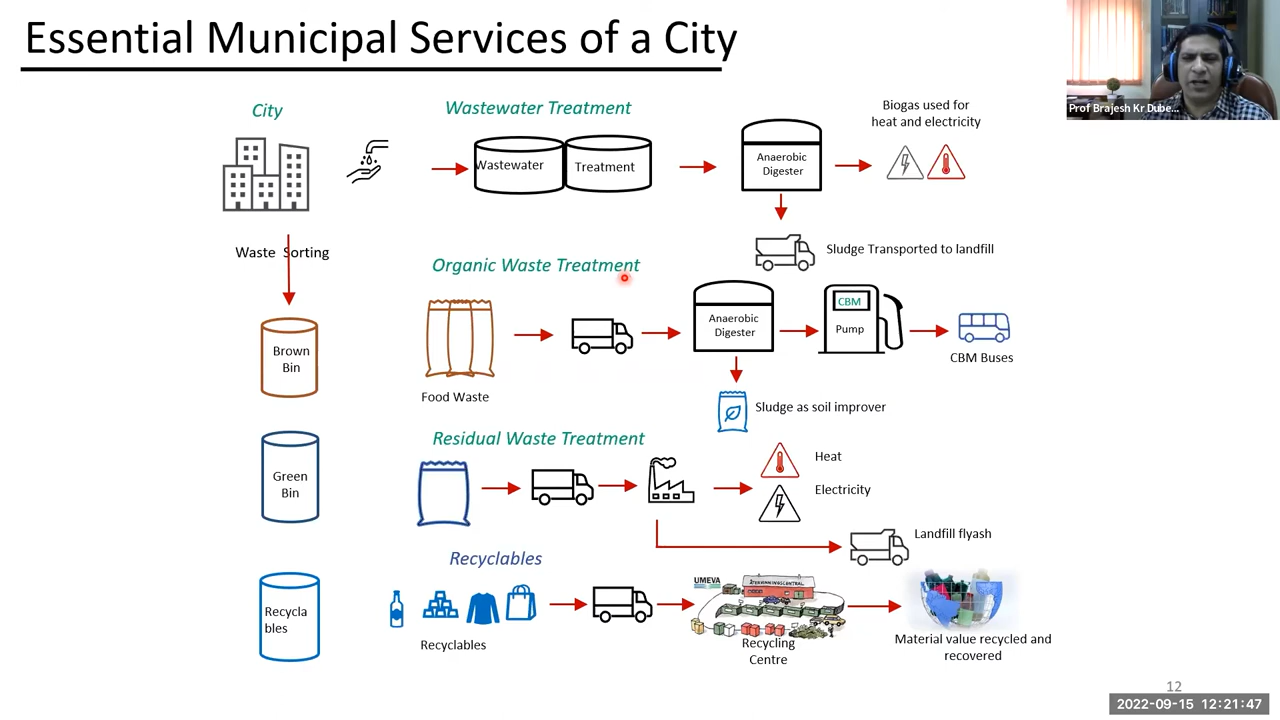 Essential Municipal Services of a City
Prof Brajesh Kr Dube...
City
Wastewater Treatment
Biogas used for
heat and electricity
Wastewater
Treatment
Anaerobic
Digester
Waste Sorting
Sludge Transported to landfill
Organic Waste Treatment
Brown
Bin
Food Waste
Anaerobic
Digester
CBM
Pump
CBM Buses
Sludge as soil improver
Residual Waste Treatment
Green
Bin
Heat
Electricity
Landfill flyash
Recyclables
Recycla
bles
Recyclables
UMEVA
Recycling
Centre
Material value recycled and
recovered
12
2022-09-15 12:21:47